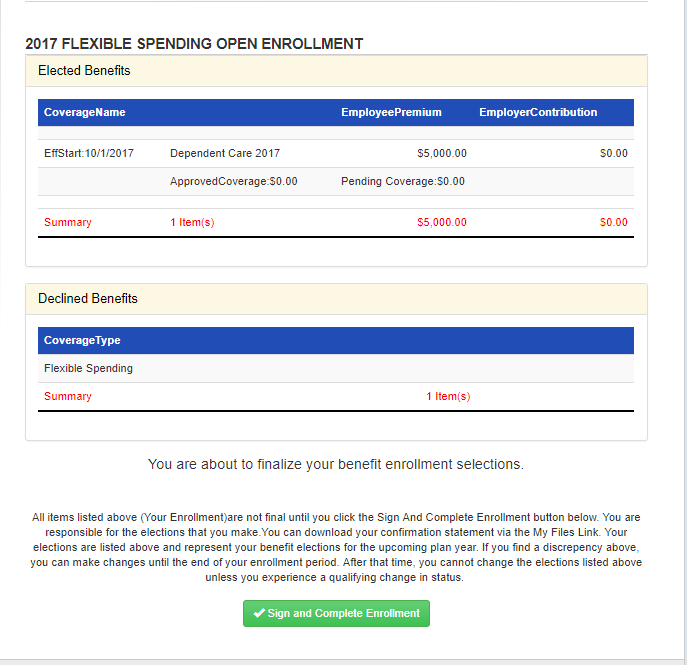 2017 FLEXIBLE SPENDING OPEN ENROLLMENT
Elected Benefits
CoverageName EmployeePremium EmployerContribution
EffStart:10/1/2017 Dependent Care 2017 $5,000.00 $0.00
ApprovedCoverage:$0.00 Pending Coverage:$0.00
Summary 1 Item(s) $5,000.00 $0.00
Declined Benefits
CoverageType
Flexible Spending
Summary 1 Item(s)
You are about to finalize your benefit enrollment selections.
All items listed above (Your Enrollment)are not final until you click the Sign And Complete Enrollment button below. You are
responsible for the elections that you make.You can download your confirmation statement via the My Files Link. Your
elections are listed above and represent your benefit elections for the upcoming plan year. If you find a discrepency above,
you can make changes until the end of your enrollment period. After that time, you cannot change the elections listed above
unless you experience a qualifying change in status.
Sign and Complete Enrollment